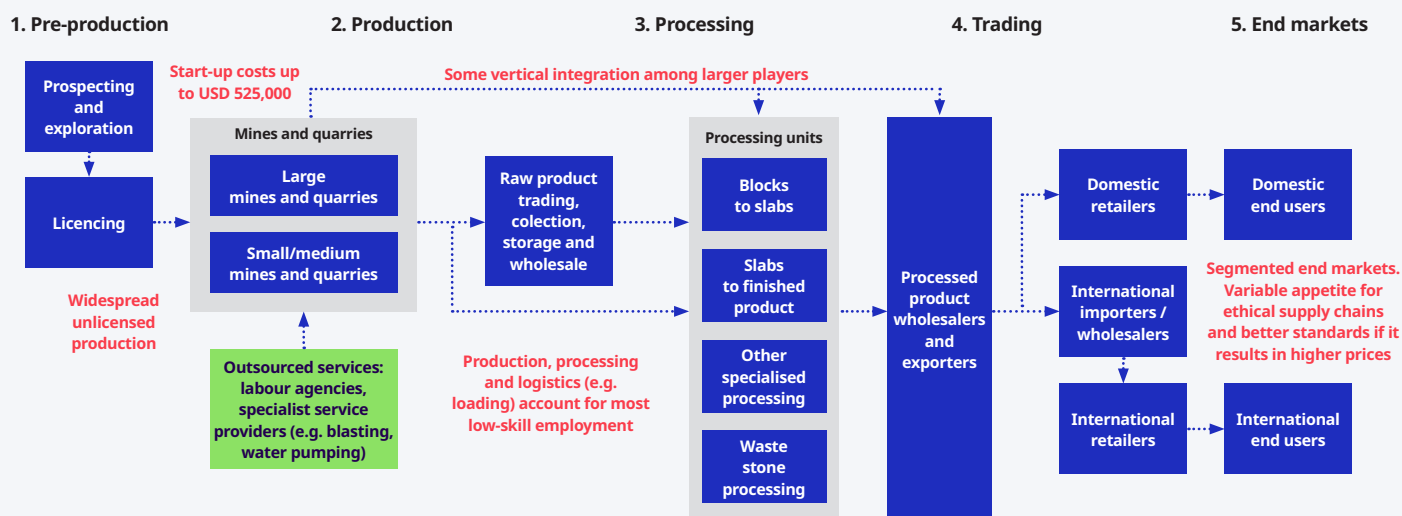 1. Pre-production
2. Production
3. Processing
4. Trading
5. End markets
Prospecting
and
exploration
Licencing
Widespread
unlicensed
production
Start-up costs up
to USD 525,000
Mines and quarries
Large
mines and quarries
Small/medium
mines and quarries
Outsourced services:
labour agencies,
specialist service
providers (e.g. blasting,
water pumping)
Some vertical integration among larger players
Raw product
trading,
colection,
storage and
wholesale
Production, processing
and logistics (e.g.
loading) account for most
low-skill employment
Processing units
Blocks
to slabs
Slabs
to finished
product
Other
specialised
processing
Waste
stone
processing
Processed
product
wholesalers
and
exporters
Domestic
retailers
Domestic
end users
International
importers /
wholesalers
Segmented end markets.
Variable appetite for
ethical supply chains
and better standards if it
results in higher prices
International
retailers
International
end users